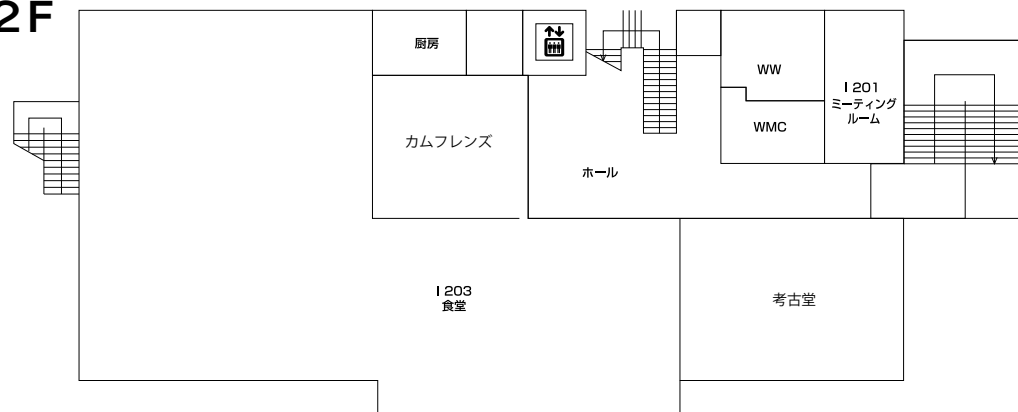 2F
厨房
WW
I 201
ミーティング
ルーム
WMC
カムフレンズ
ホール
I 203
食堂
考古堂